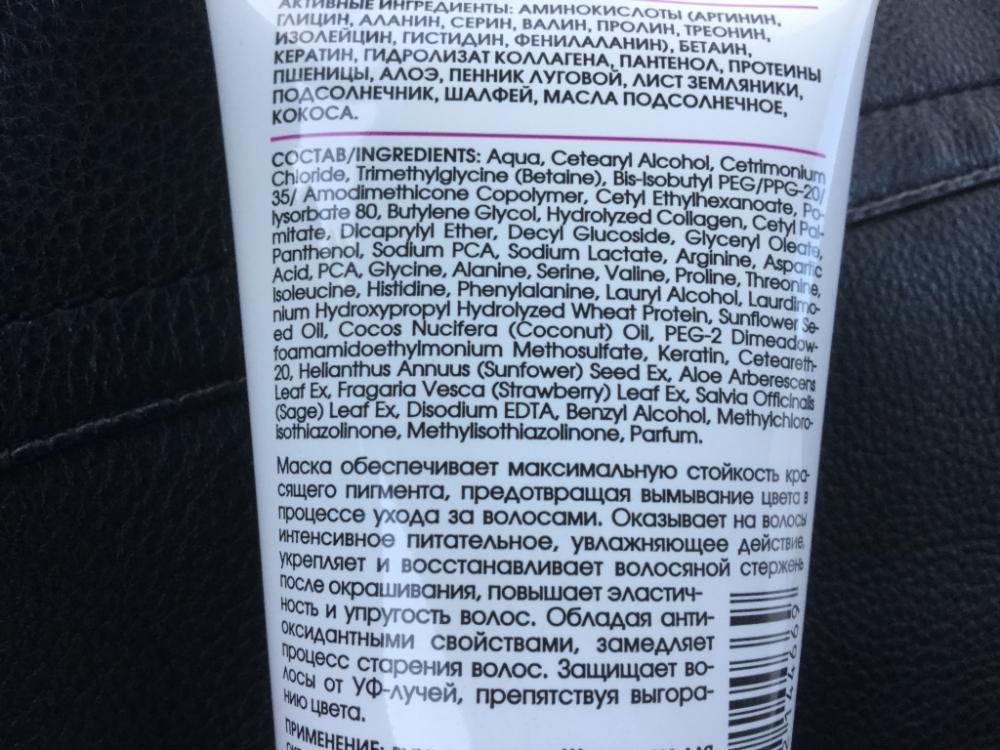 АКТИВНЫЕ ИНГРЕДИЕНТЫ: АМИНОКИСЛОТЫ (АРГИНИН,
ГЛИЦИН, АЛАНИН, СЕРИН, ВАЛИН, ПРОЛИН, ТРЕОНИН,
ИЗОЛЕЙЦИН, ГИСТИДИН, ФЕНИЛАЛАНИН), БЕТАИН,
КЕРАТИН, ГИДРОЛИЗАТ КОЛЛАГЕНА, ПАНТЕНОЛ, ПРОТЕИНЫ
ПШЕНИЦЫ, АЛОЭ, ПЕННИК ЛУГОВОЙ, ЛИСТ ЗЕМЛЯНИКИ,
ПОДСОЛНЕЧНИК, ШАЛФЕЙ, МАСЛА ПОДСОЛНЕЧНОЕ,
КОКОСА.
СОСТАВ/INGREDIENTS: Aqua, Cetearyl Alcohol, Cetrimonium
Chloride, Trimethylglycine (Betaine), Bis-Isobutyl PEG/PPG-20/
35/ Amodimethicone Copolymer, Cetyl Ethylhexanoate, Po-
lysorbate 80, Butylene Glycol, Hydrolyzed Collagen, Cetyl Pal-
mitate, Dicaprylyl Ether, Decyl Glucoside, Glyceryl Oleate,
Panthenol, Sodium PCA, Sodium Lactate, Arginine, Aspartic
Acid, PCA, Glycine, Alanine, Serine, Valine, Proline, Threonine,
Isoleucine, Histidine, Phenylalanine, Lauryl Alcohol, Laurdimo-
nium Hydroxypropyl Hydrolyzed Wheat Protein, Sunflower Se-
ed Oil, Cocos Nucifera (Coconut) Oil, PEG-2 Dimeadow-
foamamidoethylmonium Methosulfate, Keratin, Ceteareth-
20, Helianthus Annuus (Sunfower) Seed Ex, Aloe Arberescens
Leaf Ex, Fragaria Vesca (Strawberry) Leaf Ex, Salvia Officinalis
(Sage) Leaf Ex, Disodium EDTA, Benzyl Alcohol, Methylchloro-
isothiazolinone, Methylisothiazolinone, Parfum.
Маска обеспечивает максимальную стойкость кра-
сящего пигмента, предотвращая вымывание цвета в
процессе ухода за волосами. Оказывает на волосы
интенсивное питательное, увлажняющее действие,
укрепляет и восстанавливает волосяной стержень
после окрашивания, повышает эластич-
ность и упругость волос. Обладая анти-
оксидантными свойствами, замедляет
процесс старения волос. Защищает во-
лосы от УФ-лучей, препятствуя выгора-
нию цвета.
ПРИМЕНЕНИЕ: